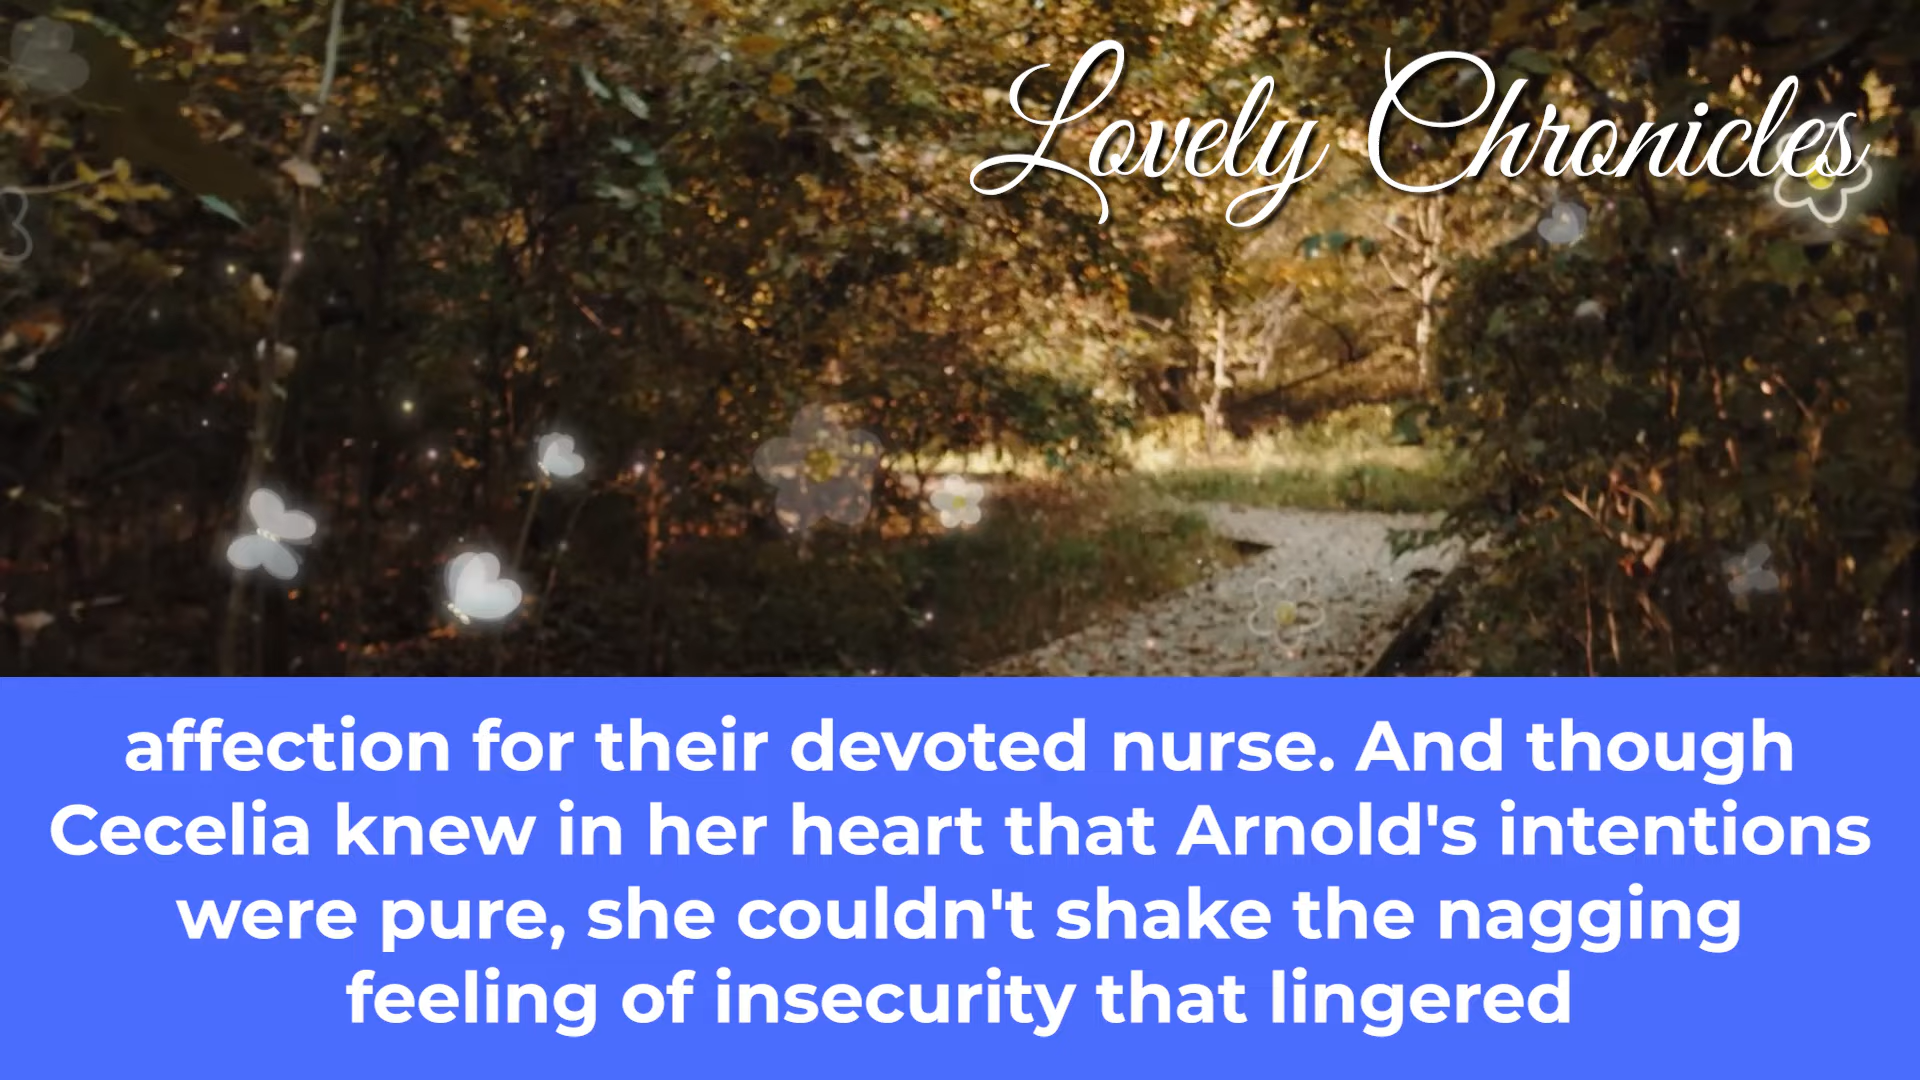 Lovely Chronicles
affection for their devoted nurse. And though
Cecelia knew in her heart that Arnold's intentions
were pure, she couldn't shake the nagging
feeling of insecurity that lingered